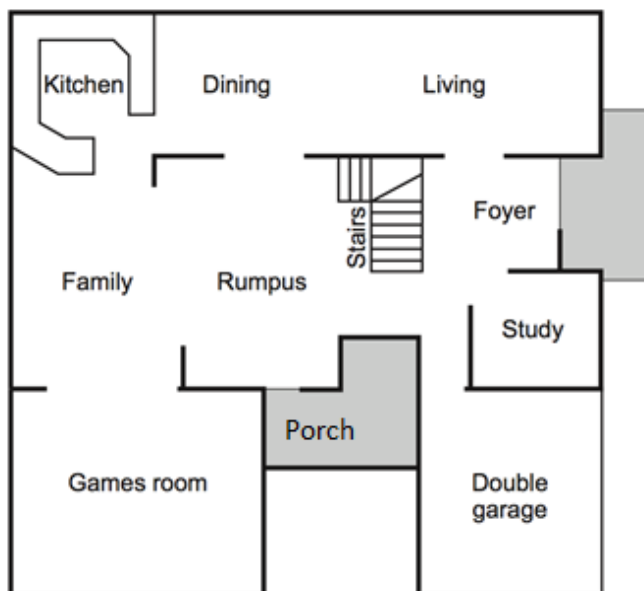 Kitchen
Dining
Living
Stairs
Foyer
Family
Rumpus
Study
Porch
Games room
Double
garage